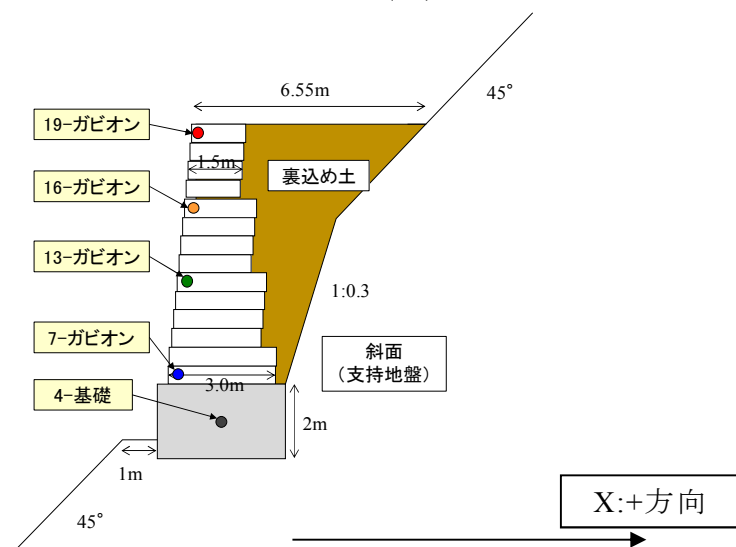 6.55m
45°
19-ガビオン
1.5m
裏込め土
16-ガビオン
13-ガビオン
1:0.3
7-ガビオン
斜面
（支持地盤）
3.0m
4-基礎
2m
1m
X:+方向
45°